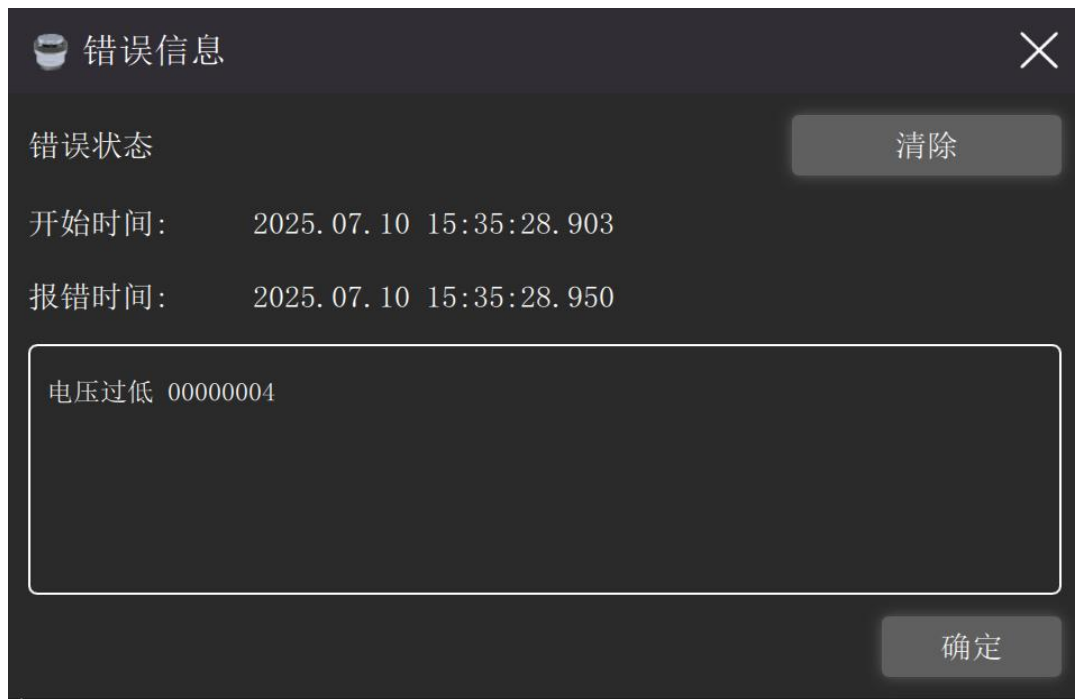 错误信息
错误状态 清除
开始时间: 2025.07.10 15:35:28.903
报错时间: 2025.07.10 15:35:28.950
电压过低 00000004
确定